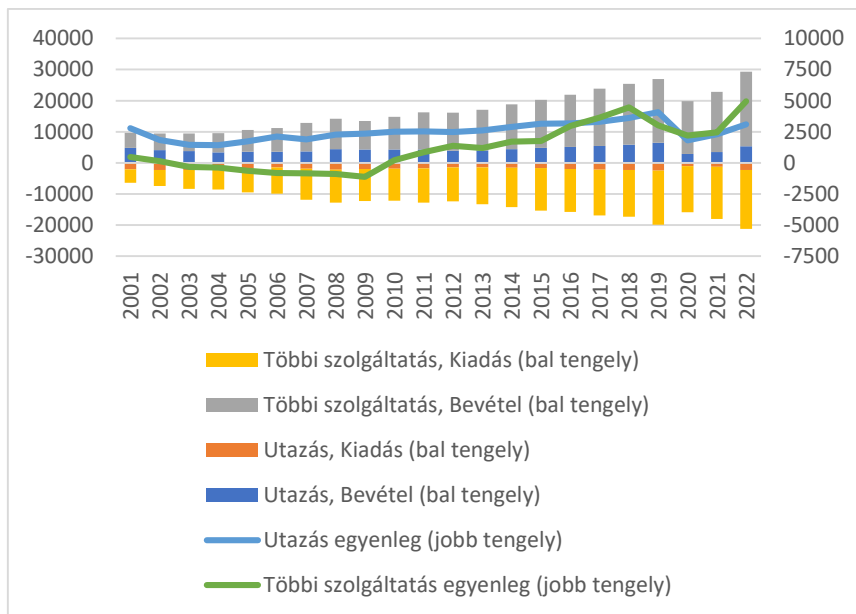 40000 10000
30000 7500
20000 5000
10000 2500
0 0
-10000 -2500
-20000 -5000
-30000 -7500
2001 2002 2003 2004 2005 2006 2007 2008 2009 2010 2011 2012 2013 2014 2015 2016 2017 2018 2019 2020 2021 2022
Többi szolgáltatás, Kiadás (bal tengely)
Többi szolgáltatás, Bevétel (bal tengely)
Utazás, Kiadás (bal tengely)
Utazás, Bevétel (bal tengely)
Utazás egyenleg (jobb tengely)
Többi szolgáltatás egyenleg (jobb tengely)